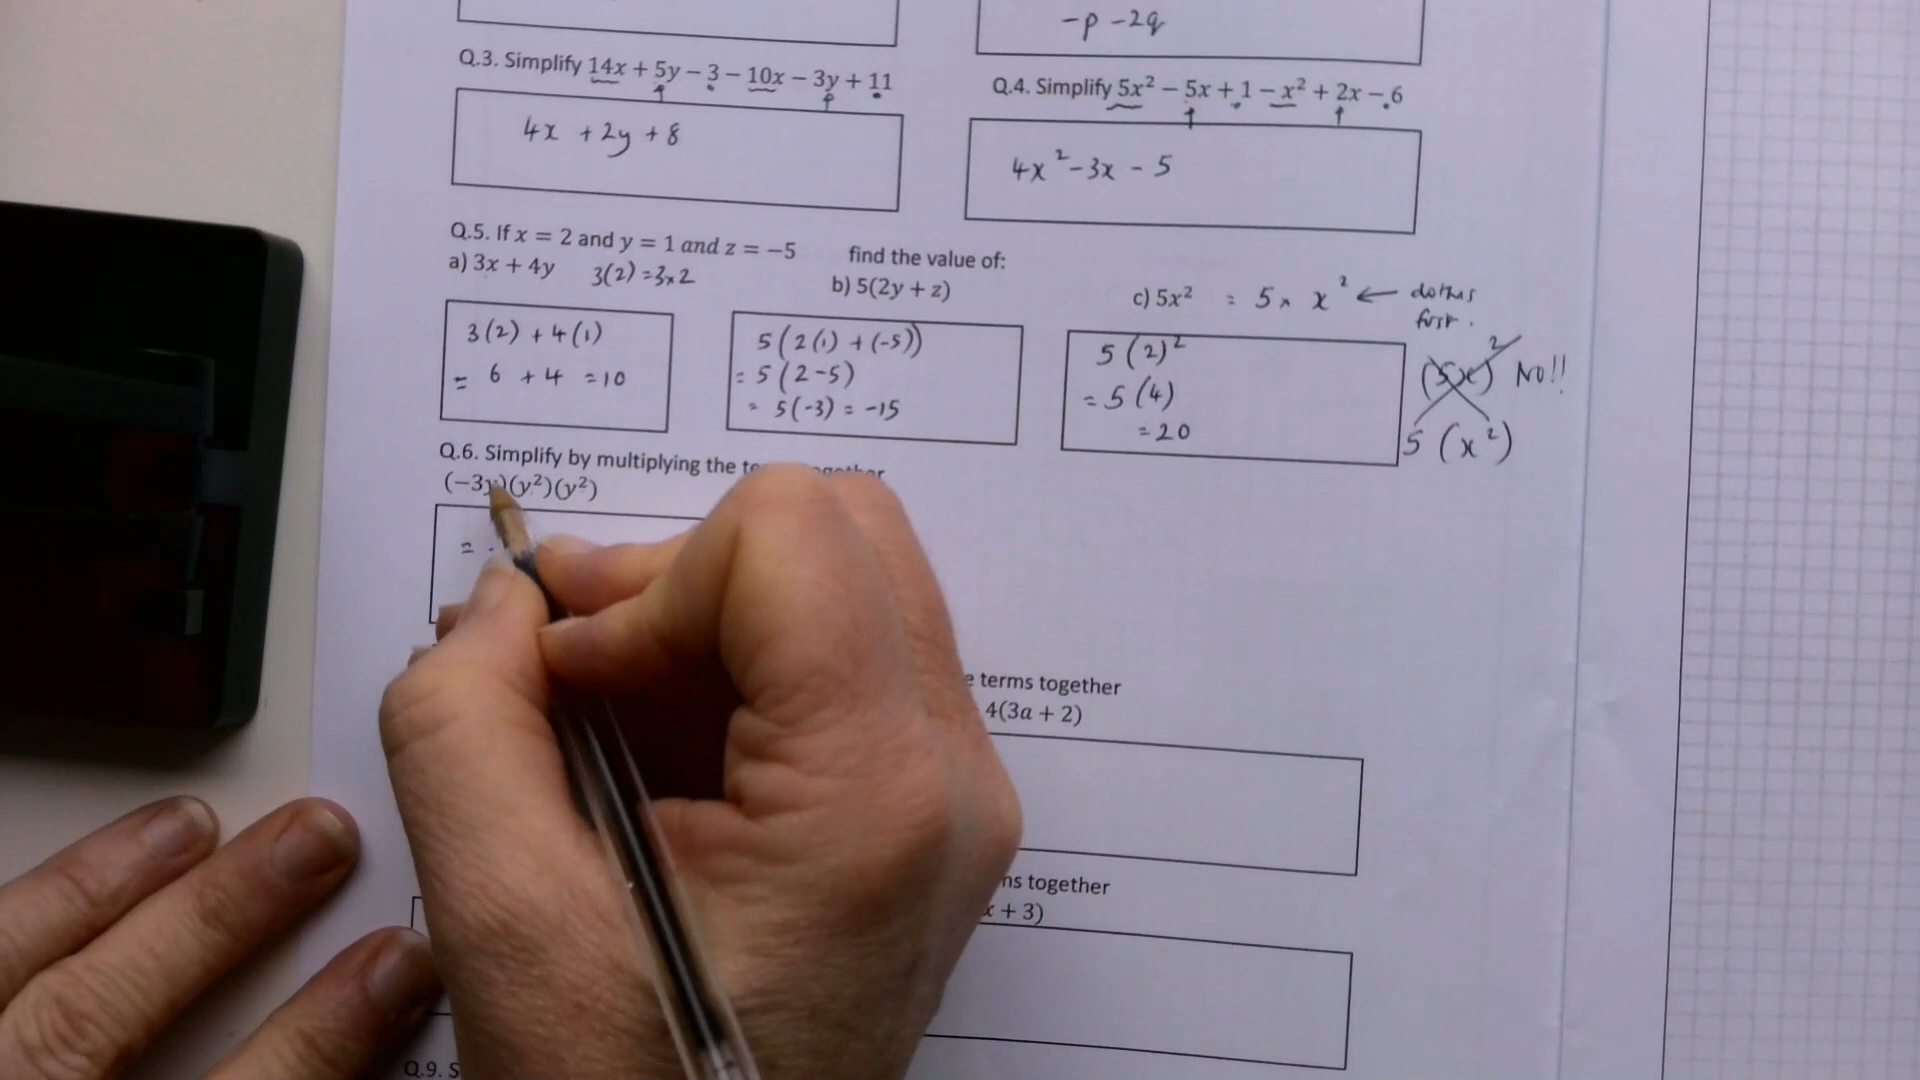 -p -2q
Q.3. Simplify 14x + 5y − 3 − 10x − 3y + 11
4x + 2y + 8
Q.4. Simplify 5x² − 5x + 1 − x² + 2x − 6
4x² - 3x - 5
Q.5. If x = 2 and y = 1 and z = −5 find the value of:
a) 3x + 4y 3(2) = 3x2
3(2) + 4(1)
= 6 + 4 = 10
b) 5(2y + z)
5(2(1) + (-5))
= 5(2-5)
= 5(-3) = -15
c) 5x² = 5 x x² ← do this
first.
5(2)²
= 5(4)
= 20
(5x)² NO!!
5(x²)
Q.6. Simplify by multiplying the together
(−3y)(y²)(y²)
=
terms together
4(3a + 2)
together
x + 3)
Q.9. S